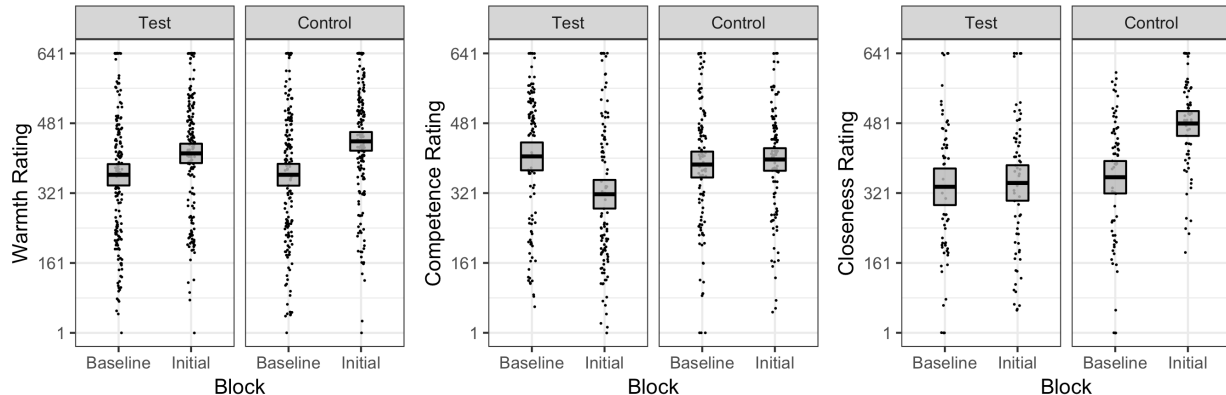 Test Control
Warmth Rating
641
481
321
161
1
Baseline Initial Baseline Initial
Block
Test Control
Competence Rating
641
481
321
161
1
Baseline Initial Baseline Initial
Block
Test Control
Closeness Rating
641
481
321
161
1
Baseline Initial Baseline Initial
Block